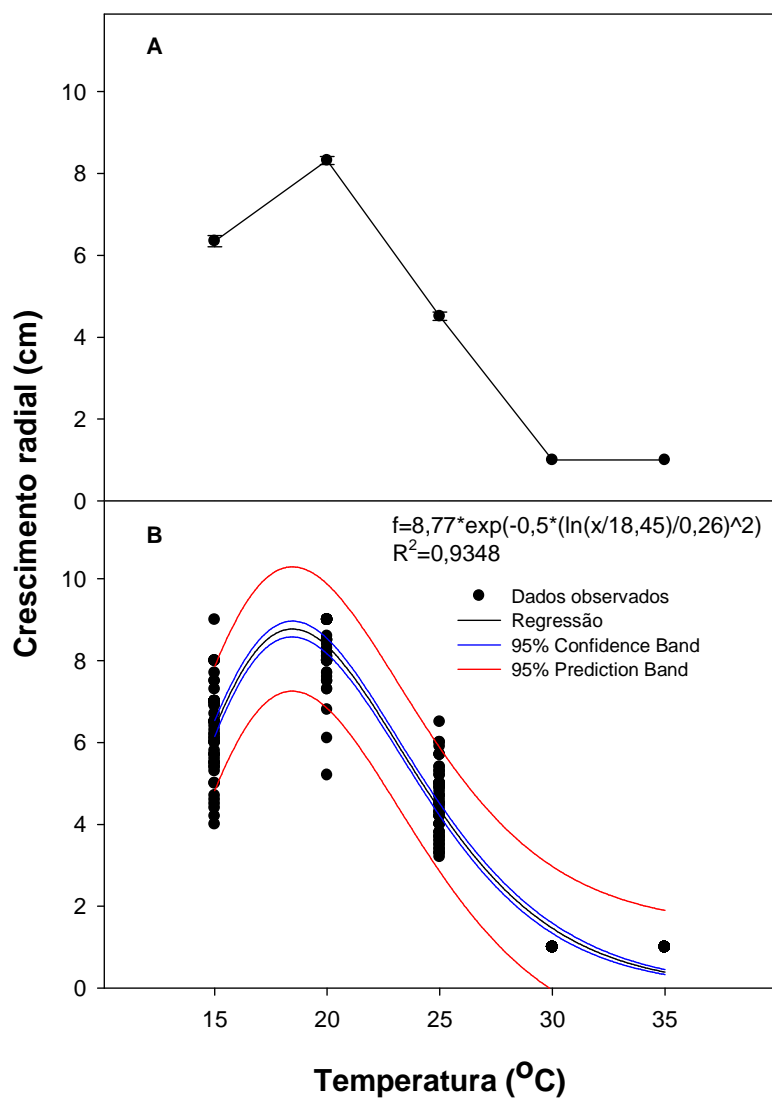 A
10
8
6
4
2
0
Crescimento radial (cm)
B
f=8,77*exp(-0,5*(ln(x/18,45)/0,26)^2)
R²=0,9348
Dados observados
Regressão
95% Confidence Band
95% Prediction Band
10
8
6
4
2
0
15 20 25 30 35
Temperatura (ºC)